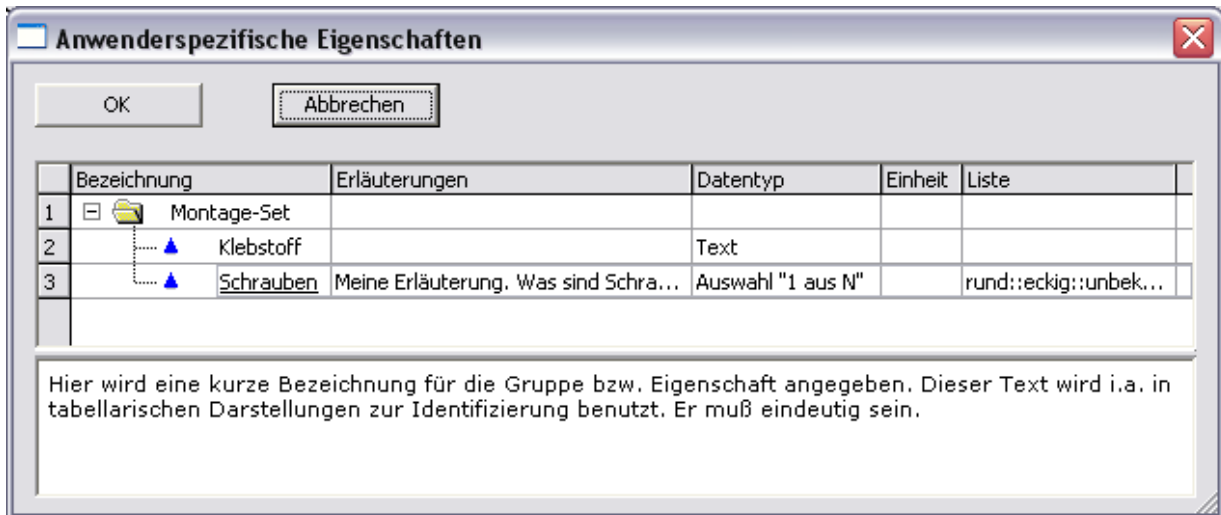 Anwenderspezifische Eigenschaften
OK Abbrechen
Bezeichnung Erläuterungen Datentyp Einheit Liste
1 Montage-Set
2 Klebstoff Text
3 Schrauben Meine Erläuterung. Was sind Schra... Auswahl "1 aus N" rund::eckig::unbek...
Hier wird eine kurze Bezeichnung für die Gruppe bzw. Eigenschaft angegeben. Dieser Text wird i.a. in
tabellarischen Darstellungen zur Identifizierung benutzt. Er muß eindeutig sein.